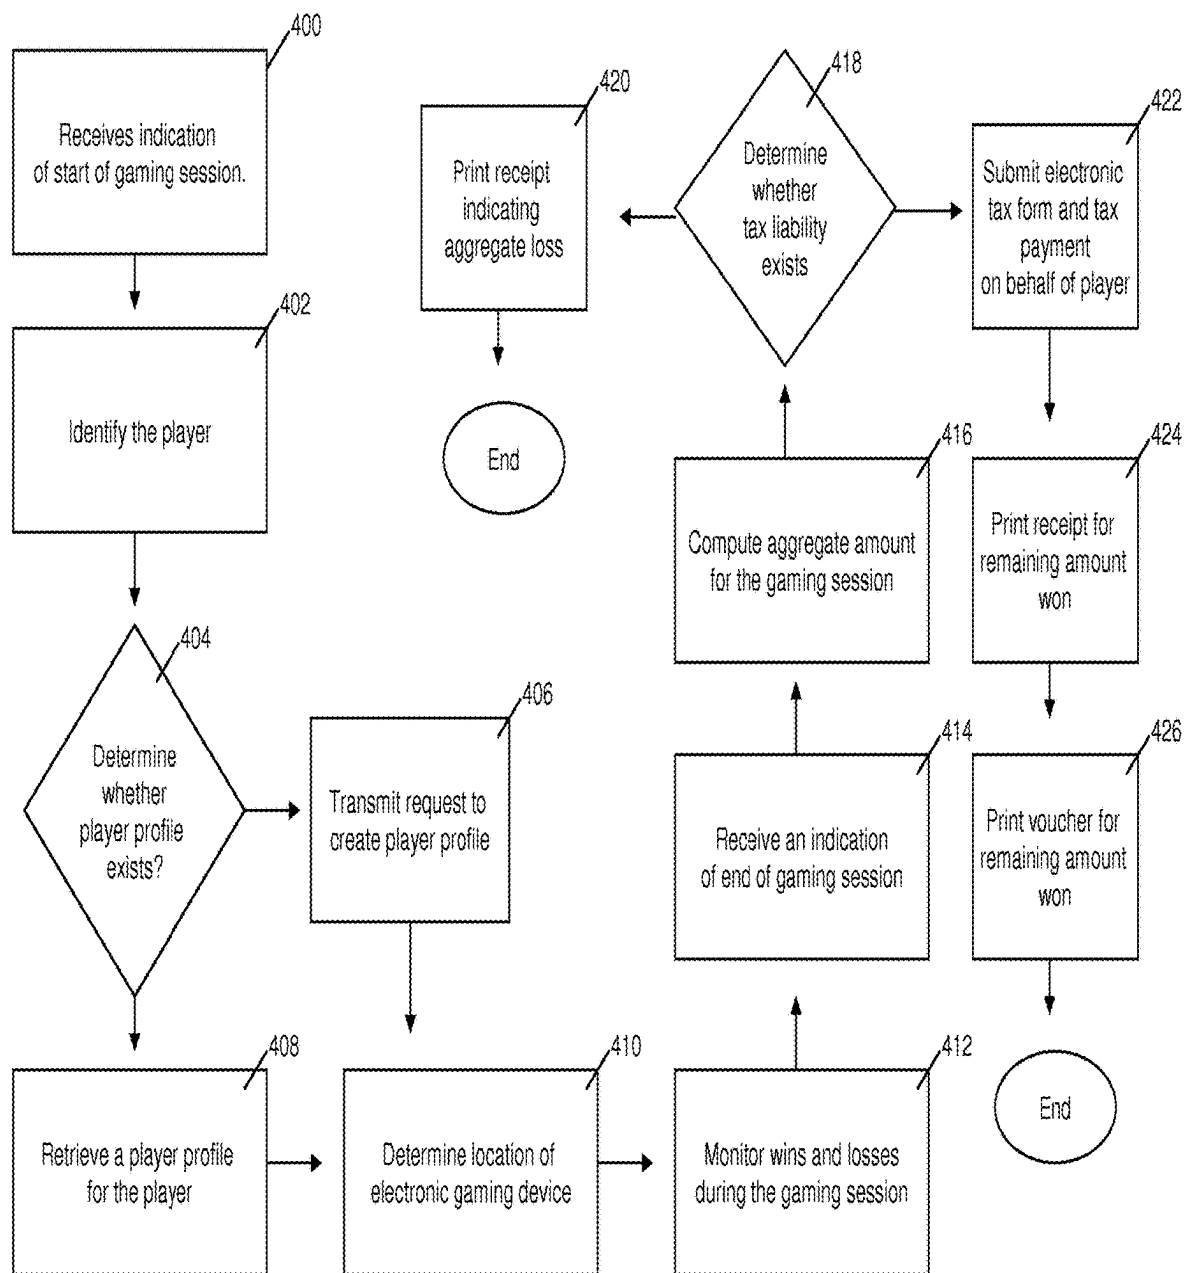 400
Receives indication
of start of gaming session.
402
Identify the player
404
Determine
whether
player profile
exists?
406
Transmit request to
create player profile
408
Retrieve a player profile
for the player
410
Determine location of
electronic gaming device
412
Monitor wins and losses
during the gaming session
414
Receive an indication
of end of gaming session
416
Compute aggregate amount
for the gaming session
418
Determine
whether
tax liability
exists
420
Print receipt
indicating
aggregate loss
End
422
Submit electronic
tax form and tax
payment
on behalf of player
424
Print receipt for
remaining amount
won
426
Print voucher for
remaining amount
won
End